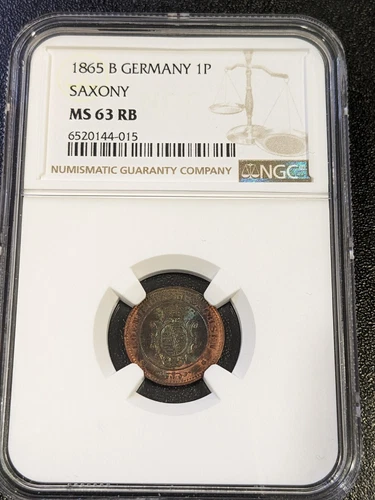 1865 B GERMANY 1P
SAXONY
MS 63 RB
6520144-015
NUMISMATIC GUARANTY COMPANY
NGC